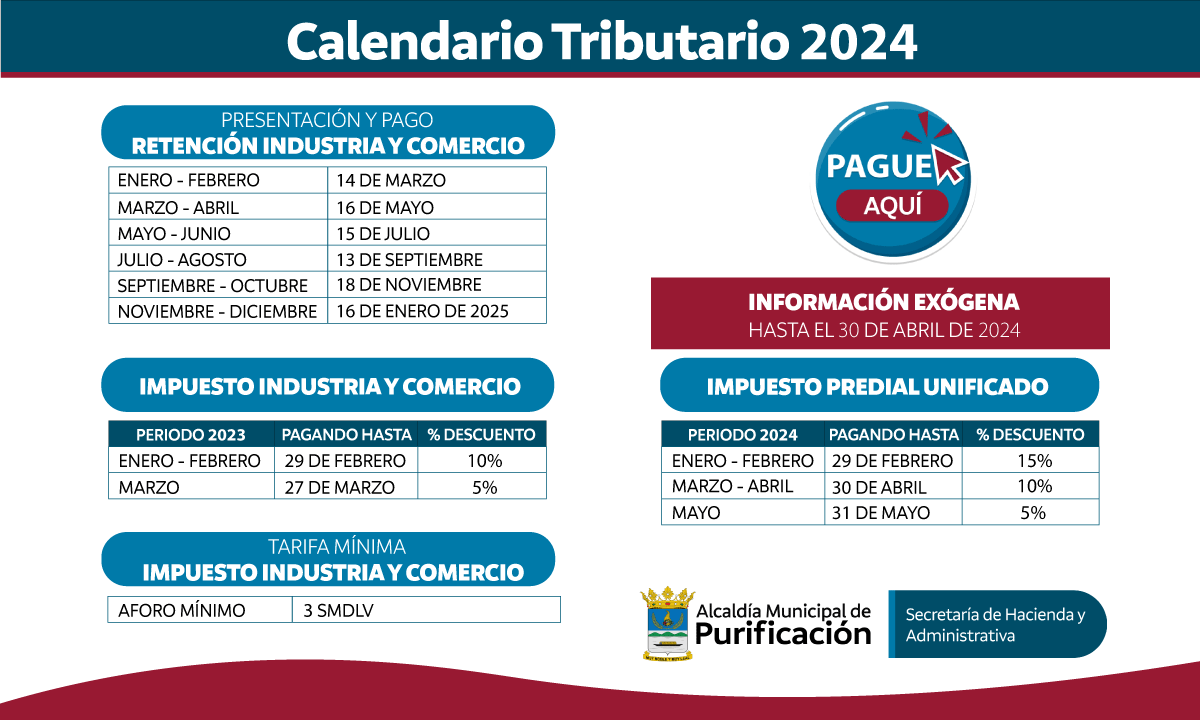 Calendario Tributario 2024
PRESENTACIÓN Y PAGO
RETENCIÓN INDUSTRIA Y COMERCIO
ENERO - FEBRERO 14 DE MARZO
MARZO - ABRIL 16 DE MAYO
MAYO - JUNIO 15 DE JULIO
JULIO - AGOSTO 13 DE SEPTIEMBRE
SEPTIEMBRE - OCTUBRE 18 DE NOVIEMBRE
NOVIEMBRE - DICIEMBRE 16 DE ENERO DE 2025
PAGUE
AQUÍ
INFORMACIÓN EXÓGENA
HASTA EL 30 DE ABRIL DE 2024
IMPUESTO INDUSTRIA Y COMERCIO
PERIODO 2023 PAGANDO HASTA % DESCUENTO
ENERO - FEBRERO 29 DE FEBRERO 10%
MARZO 27 DE MARZO 5%
IMPUESTO PREDIAL UNIFICADO
PERIODO 2024 PAGANDO HASTA % DESCUENTO
ENERO - FEBRERO 29 DE FEBRERO 15%
MARZO - ABRIL 30 DE ABRIL 10%
MAYO 31 DE MAYO 5%
TARIFA MÍNIMA
IMPUESTO INDUSTRIA Y COMERCIO
AFORO MÍNIMO 3 SMDLV
Alcaldía Municipal de
Purificación
Secretaría de Hacienda y
Administrativa